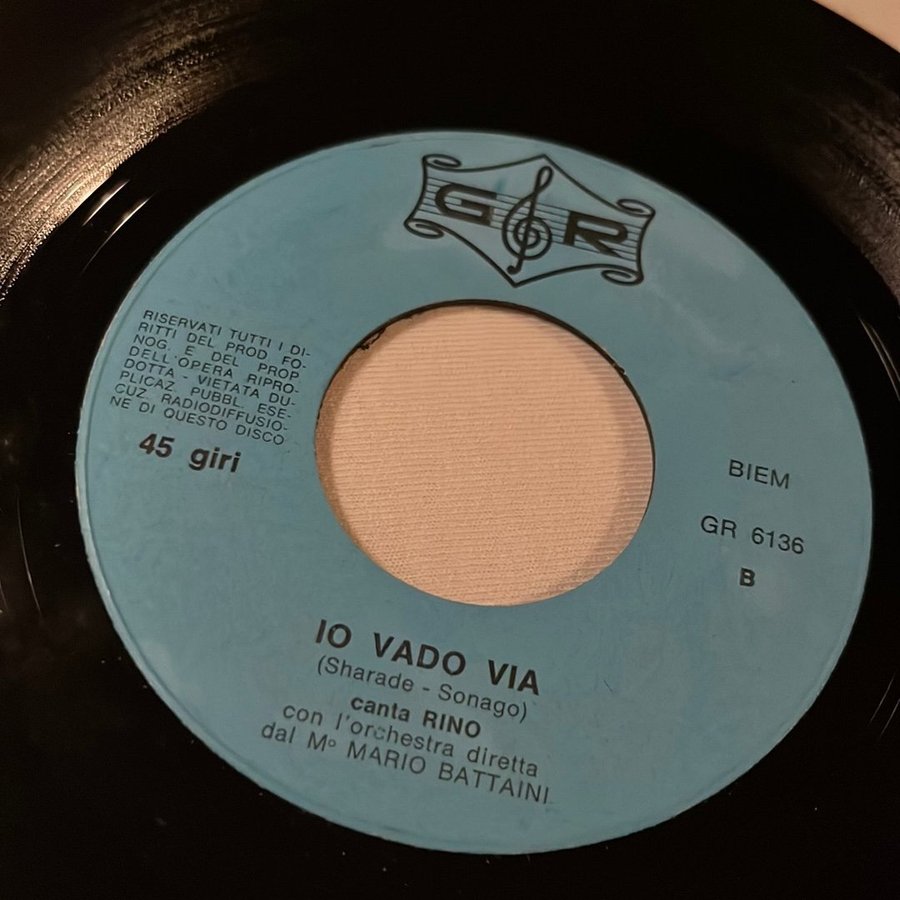 G R
RISERVATI TUTTI I DI-
RITTI DEL PROD FO-
NOG. E DEL PROP
DELL'OPERA RIPRO-
DOTTA - VIETATA DU-
PLICAZ. PUBBL. ESE-
CUZ. RADIODIFFUSIO-
NE DI QUESTO DISCO
45 giri
BIEM
GR 6136
B
IO VADO VIA
(Sharade - Sonago)
canta RINO
con l'orchestra diretta
dal Mº MARIO BATTAINI